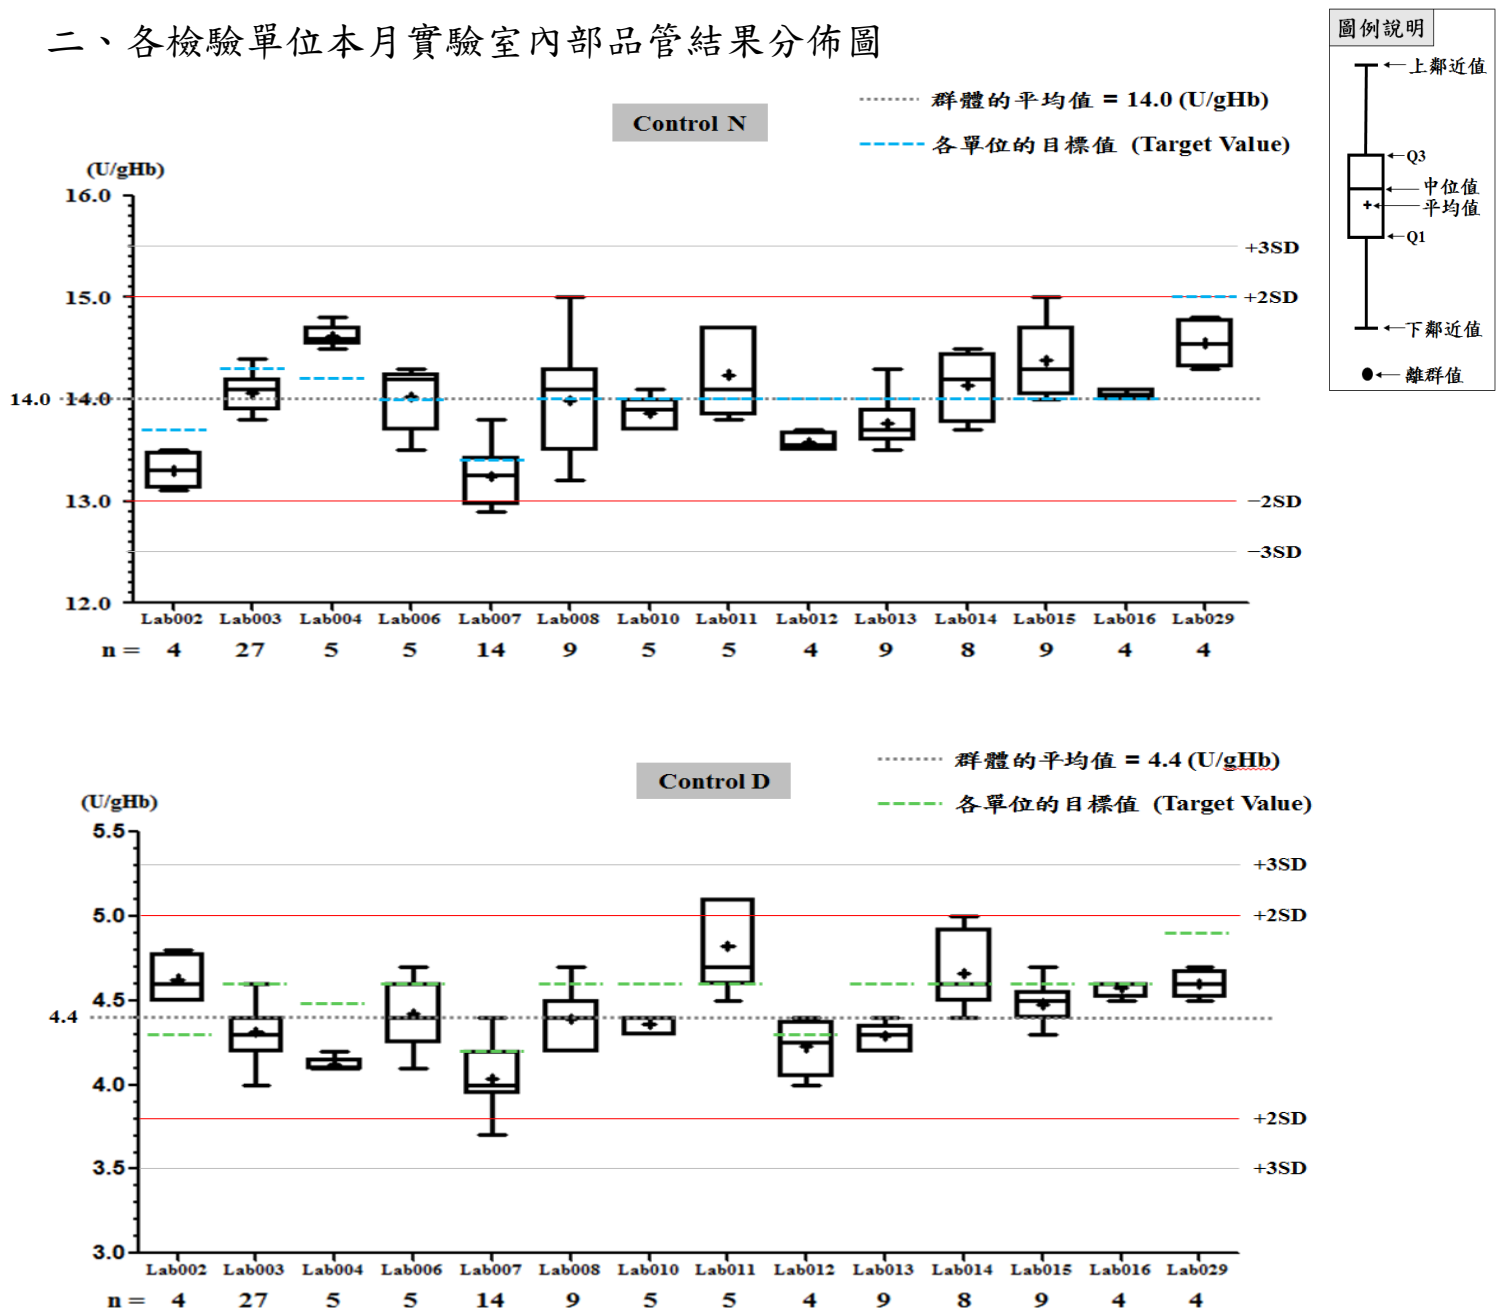 二、各檢驗單位本月實驗室內部品管結果分佈圖
圖例說明
上鄰近值
Q3
中位值
平均值
Q1
下鄰近值
離群值
Control N
群體的平均值 = 14.0 (U/gHb)
各單位的目標值 (Target Value)
(U/gHb)
16.0
+3SD
15.0
+2SD
14.0
14.0
13.0
−2SD
−3SD
12.0
Lab002 Lab003 Lab004 Lab006 Lab007 Lab008 Lab010 Lab011 Lab012 Lab013 Lab014 Lab015 Lab016 Lab029
n = 4 27 5 5 14 9 5 5 4 9 8 9 4 4
Control D
群體的平均值 = 4.4 (U/gHb)
各單位的目標值 (Target Value)
(U/gHb)
5.5
+3SD
5.0
+2SD
4.5
4.4
4.0
+2SD
3.5
+3SD
3.0
Lab002 Lab003 Lab004 Lab006 Lab007 Lab008 Lab010 Lab011 Lab012 Lab013 Lab014 Lab015 Lab016 Lab029
n = 4 27 5 5 14 9 5 5 4 9 8 9 4 4